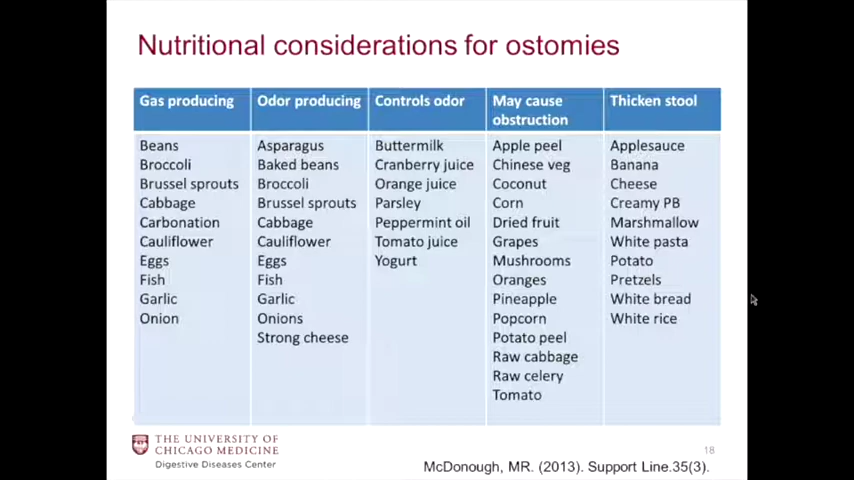 Nutritional considerations for ostomies
Gas producing
Beans
Broccoli
Brussel sprouts
Cabbage
Carbonation
Cauliflower
Eggs
Fish
Garlic
Onion
Odor producing
Asparagus
Baked beans
Broccoli
Brussel sprouts
Cabbage
Cauliflower
Eggs
Fish
Garlic
Onions
Strong cheese
Controls odor
Buttermilk
Cranberry juice
Orange juice
Parsley
Peppermint oil
Tomato juice
Yogurt
May cause
obstruction
Apple peel
Chinese veg
Coconut
Corn
Dried fruit
Grapes
Mushrooms
Oranges
Pineapple
Popcorn
Potato peel
Raw cabbage
Raw celery
Tomato
Thicken stool
Applesauce
Banana
Cheese
Creamy PB
Marshmallow
White pasta
Potato
Pretzels
White bread
White rice
THE UNIVERSITY OF
CHICAGO MEDICINE
Digestive Diseases Center
18
McDonough, MR. (2013). Support Line.35(3).